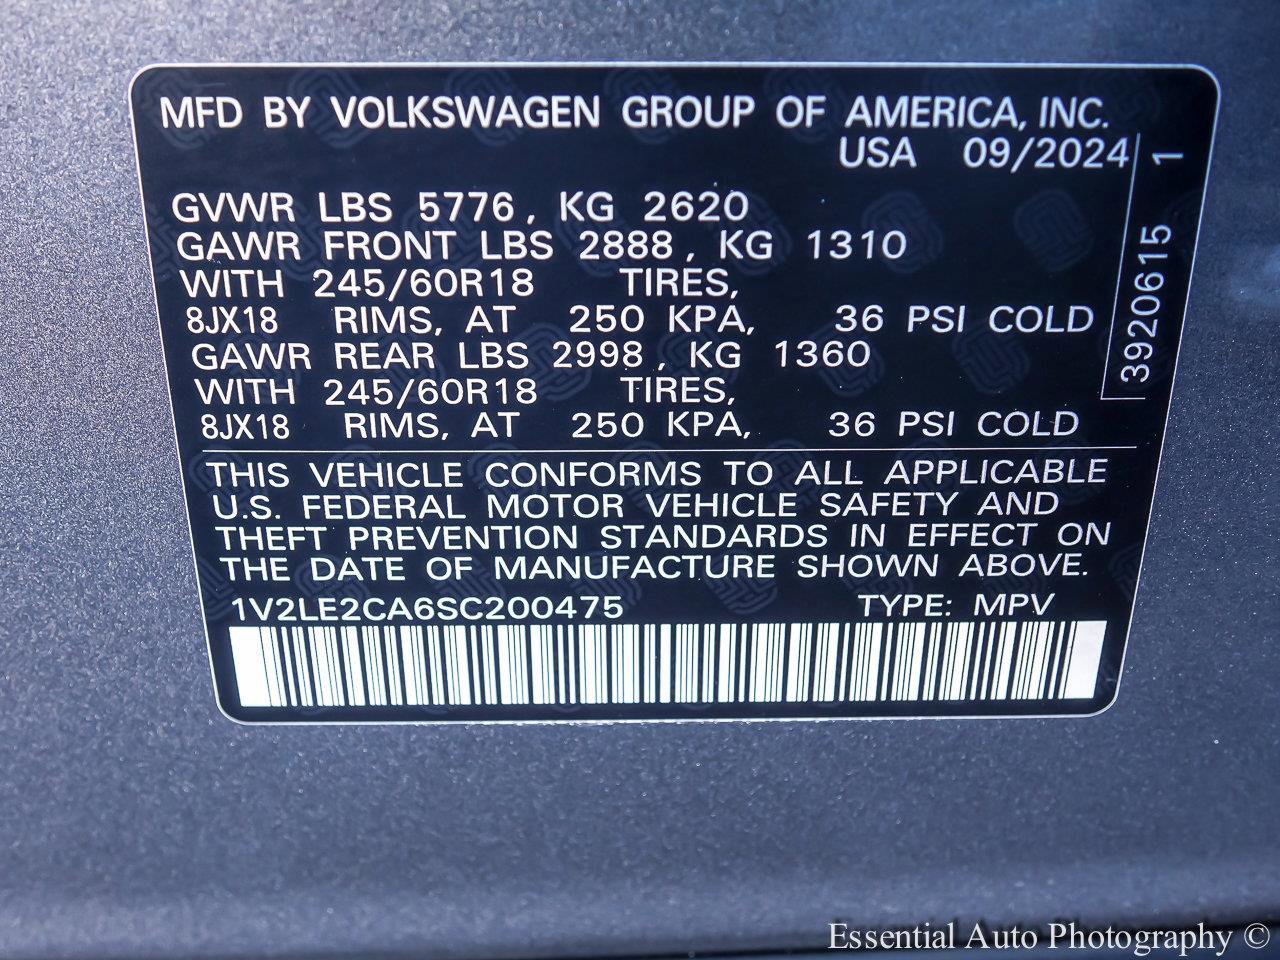 MFD BY VOLKSWAGEN GROUP OF AMERICA, INC.
USA 09/2024
GVWR LBS 5776, KG 2620
GAWR FRONT LBS 2888, KG 1310
WITH 245/60R18 TIRES,
8JX18 RIMS, AT 250 KPA, 36 PSI COLD
GAWR REAR LBS 2998, KG 1360
WITH 245/60R18 TIRES,
8JX18 RIMS, AT 250 KPA, 36 PSI COLD
3920615 1
THIS VEHICLE CONFORMS TO ALL APPLICABLE
U.S. FEDERAL MOTOR VEHICLE SAFETY AND
THEFT PREVENTION STANDARDS IN EFFECT ON
THE DATE OF MANUFACTURE SHOWN ABOVE.
1V2LE2CA6SC200475 TYPE: MPV
Essential Auto Photography ©